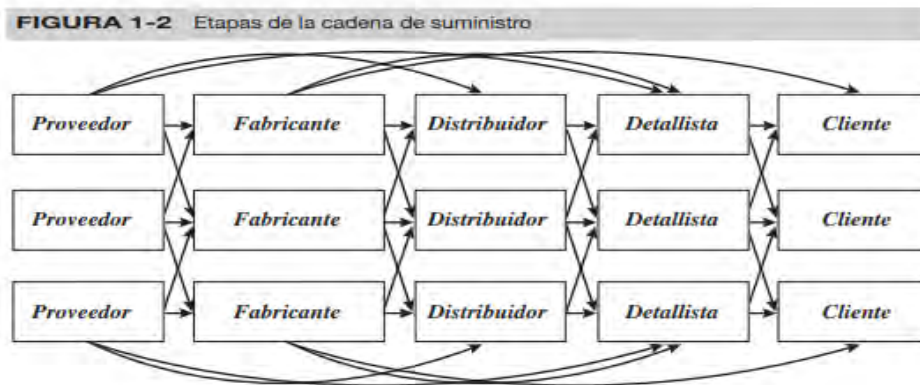 FIGURA 1-2 Etapas de la cadena de suministro
Proveedor Fabricante Distribuidor Detallista Cliente
Proveedor Fabricante Distribuidor Detallista Cliente
Proveedor Fabricante Distribuidor Detallista Cliente